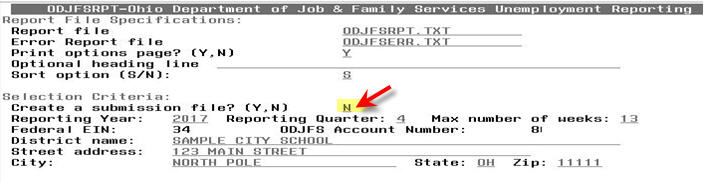 ODJFSRPT-Ohio Department of Job & Family Services Unemployment Reporting
Report File Specifications:
Report file ODJFSRPT.TXT
Error Report file ODJFSERR.TXT
Print options page? (Y,N) Y
Optional heading line
Sort option (S/N): S
Selection Criteria:
Create a submission file? (Y,N) N
Reporting Year: 2017 Reporting Quarter: 4 Max number of weeks: 13
Federal EIN: 34 ODJFS Account Number: 8
District name: SAMPLE CITY SCHOOL
Street address: 123 MAIN STREET
City: NORTH POLE State: OH Zip: 11111